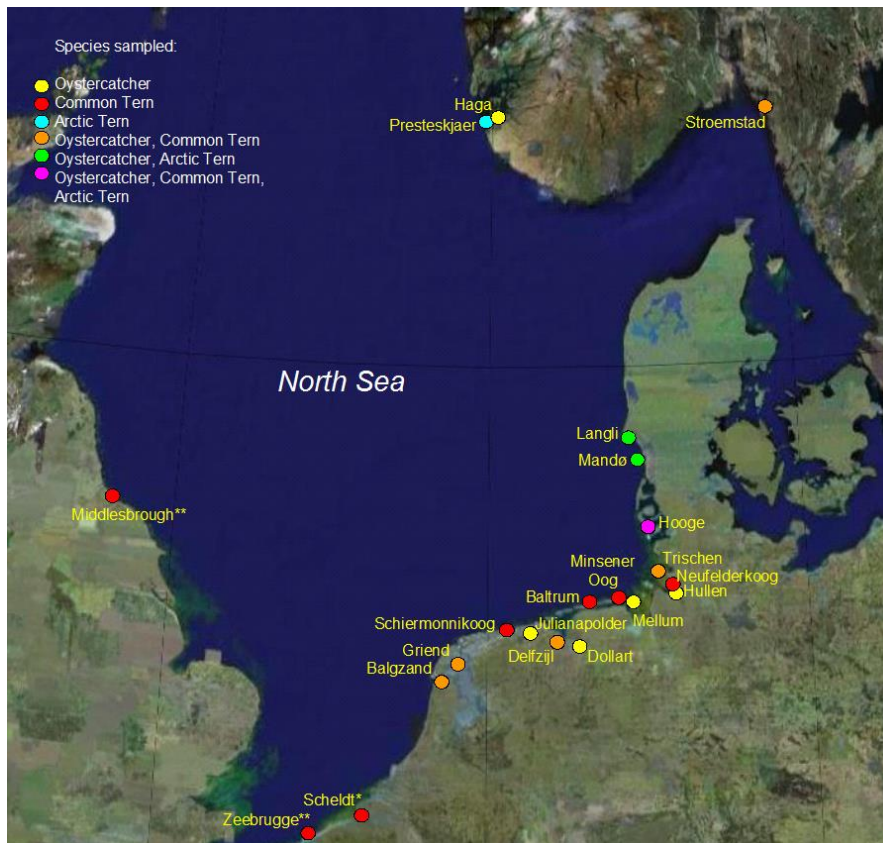 Species sampled:
Oystercatcher
Common Tern
Arctic Tern
Oystercatcher, Common Tern
Oystercatcher, Arctic Tern
Oystercatcher, Common Tern,
Arctic Tern
Haga
Presteskjaer
Stroemstad
North Sea
Langli
Mandø
Middlesbrough**
Hooge
Minsener
Oog
Trischen
Neufelderkoog
Hullen
Baltrum
Mellum
Schiermonnikoog
Julianapolder
Griend
Delfzijl
Dollart
Balgzand
Scheldt*
Zeebrugge**